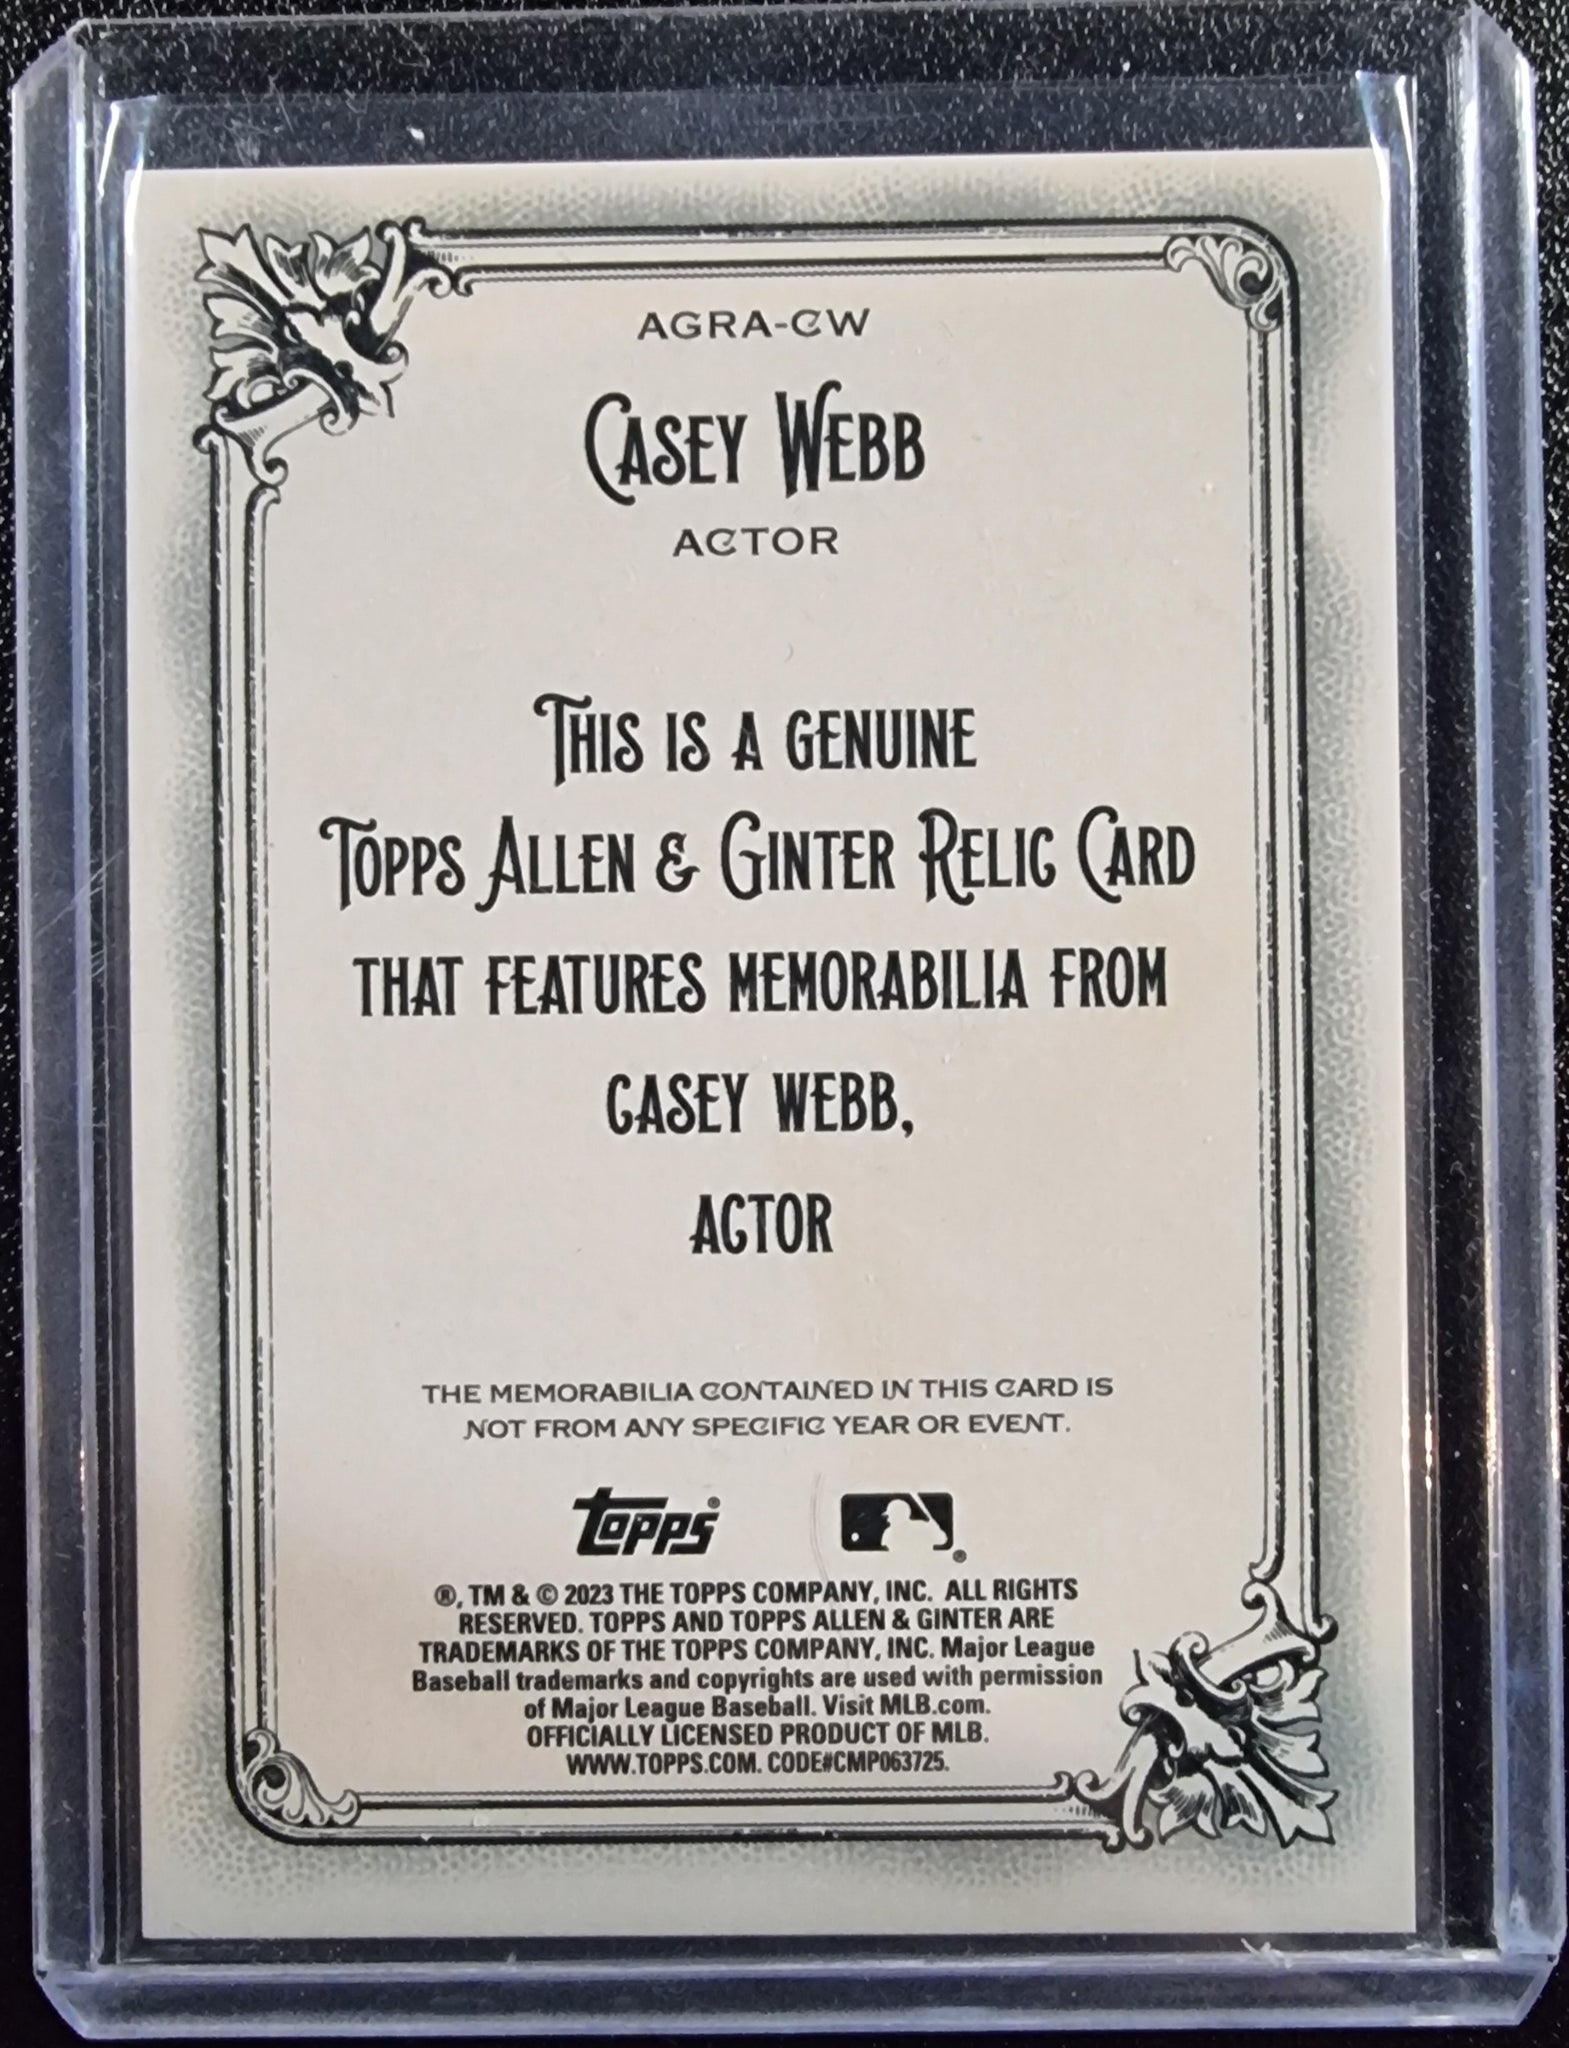 AGRA-CW
CASEY WEBB
ACTOR
THIS IS A GENUINE
TOPPS ALLEN & GINTER RELIC CARD
THAT FEATURES MEMORABILIA FROM
CASEY WEBB,
ACTOR
THE MEMORABILIA CONTAINED IN THIS CARD IS
NOT FROM ANY SPECIFIC YEAR OR EVENT.
Topps® ®
®, TM & © 2023 THE TOPPS COMPANY, INC. ALL RIGHTS
RESERVED. TOPPS AND TOPPS ALLEN & GINTER ARE
TRADEMARKS OF THE TOPPS COMPANY, INC. Major League
Baseball trademarks and copyrights are used with permission
of Major League Baseball. Visit MLB.com.
OFFICIALLY LICENSED PRODUCT OF MLB.
WWW.TOPPS.COM. CODE#CMP063725.